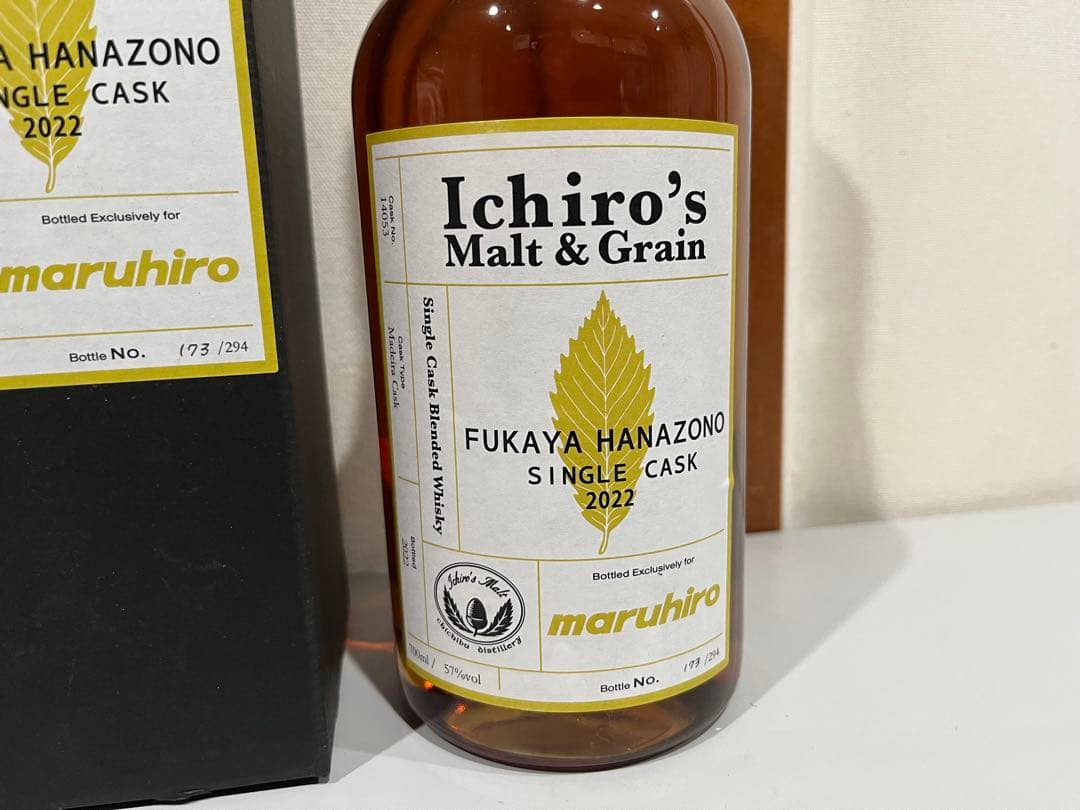 A HANAZONO
NGLE CASK
2022
Bottled Exclusively for
maruhiro
Bottle No. 173 /294
Ichiro's
Malt & Grain
Cask No.
14053
Single Cask Blended Whisky
Cask Type
Madeira Cask
Bottled
2022
FUKAYA HANAZONO
SINGLE CASK
2022
Ichiro's Malt
chichibu distillery
Bottled Exclusively for
maruhiro
700ml / 57%vol
Bottle No. 173 /294